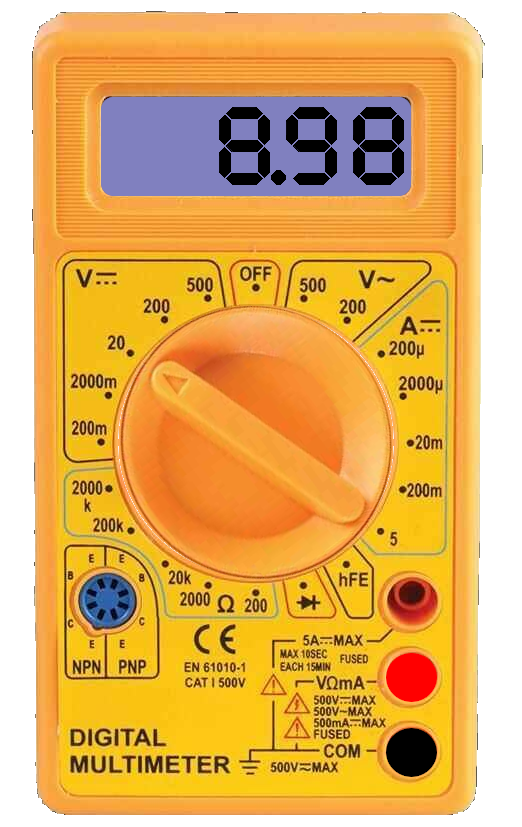 8.98
OFF
V⎓
500
200
20
2000m
200m
500
V~
200
A⎓
200µ
2000µ
20m
200m
5
2000
k
200k
20k
2000
Ω
200
hFE
E E
B B
C C
E E
NPN PNP
CE
EN 61010-1
CAT I 500V
5A⎓MAX
MAX 10SEC
EACH 15MIN
FUSED
VΩmA
500V⎓MAX
500V~MAX
500mA⎓MAX
FUSED
COM
500V≂MAX
DIGITAL
MULTIMETER